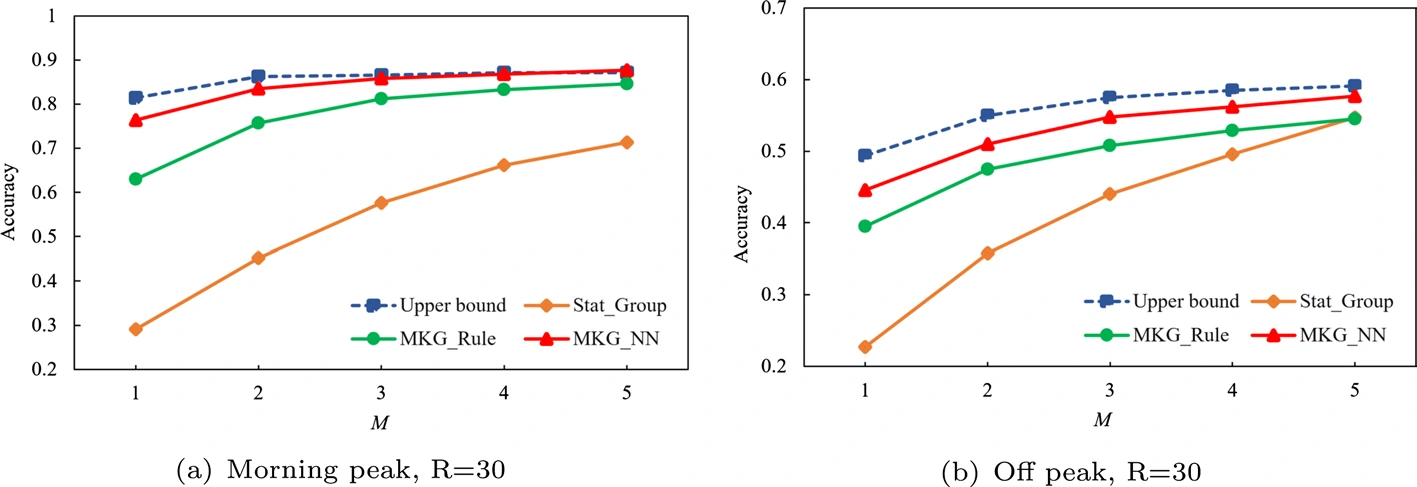 1
0.9
0.8
0.7
0.6
0.5
0.4
0.3
0.2
Accuracy
1 2 3 4 5
M
Upper bound Stat_Group
MKG_Rule MKG_NN
(a) Morning peak, R=30
0.7
0.6
0.5
0.4
0.3
0.2
Accuracy
1 2 3 4 5
M
Upper bound Stat_Group
MKG_Rule MKG_NN
(b) Off peak, R=30